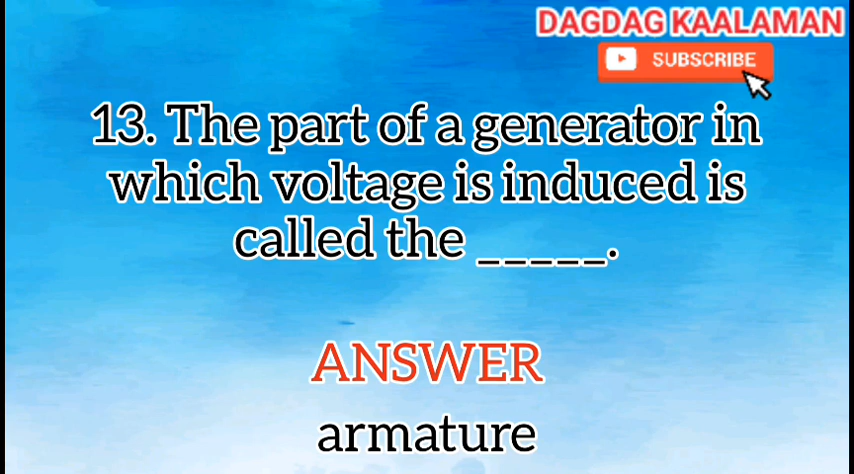 DAGDAG KAALAMAN
SUBSCRIBE
13. The part of a generator in
which voltage is induced is
called the _____.
ANSWER
armature